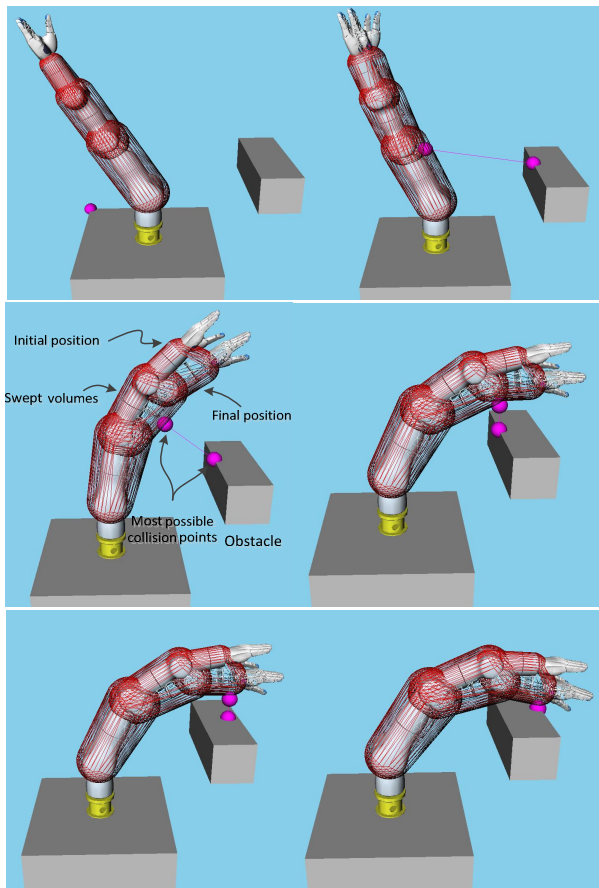 Initial position
Swept volumes
Final position
Most possible
collision points
Obstacle